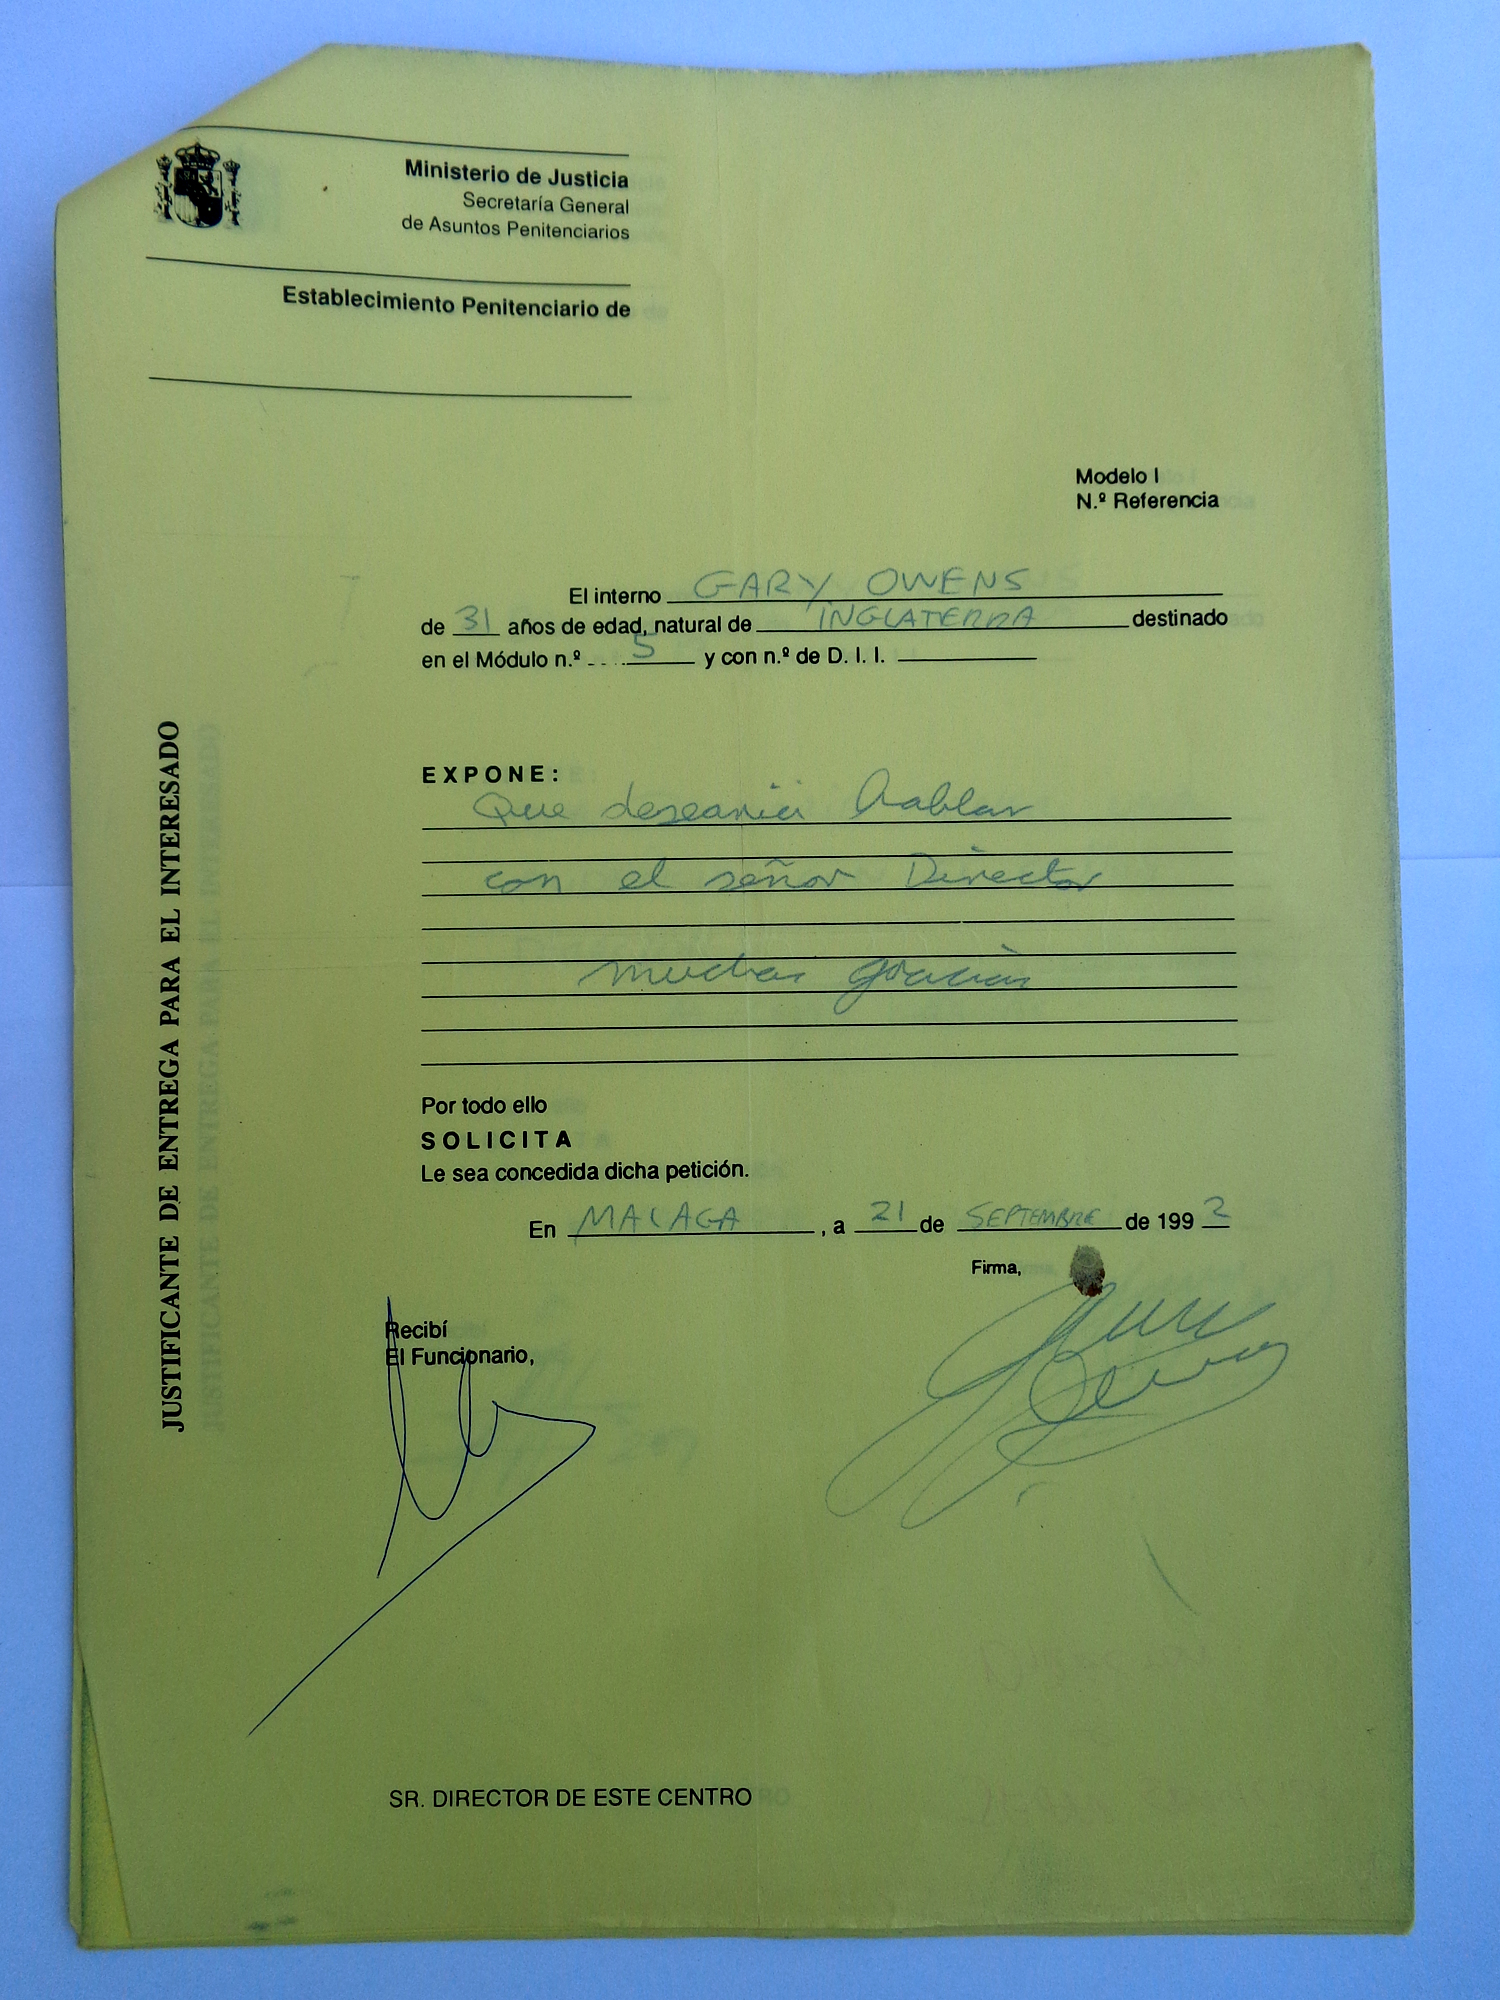 Ministerio de Justicia
Secretaría General
de Asuntos Penitenciarios
Establecimiento Penitenciario de
Modelo I
N.º Referencia
El interno GARY OWENS
de 31 años de edad, natural de INGLATERRA destinado
en el Módulo n.º 5 y con n.º de D. I. I.
EXPONE:
Que desearia hablar
con el señor Director
muchas gracias
Por todo ello
SOLICITA
Le sea concedida dicha petición.
En MALAGA, a 21 de SEPTEMBRE de 1992
Firma,
Recibí
El Funcionario,
SR. DIRECTOR DE ESTE CENTRO
JUSTIFICANTE DE ENTREGA PARA EL INTERESADO